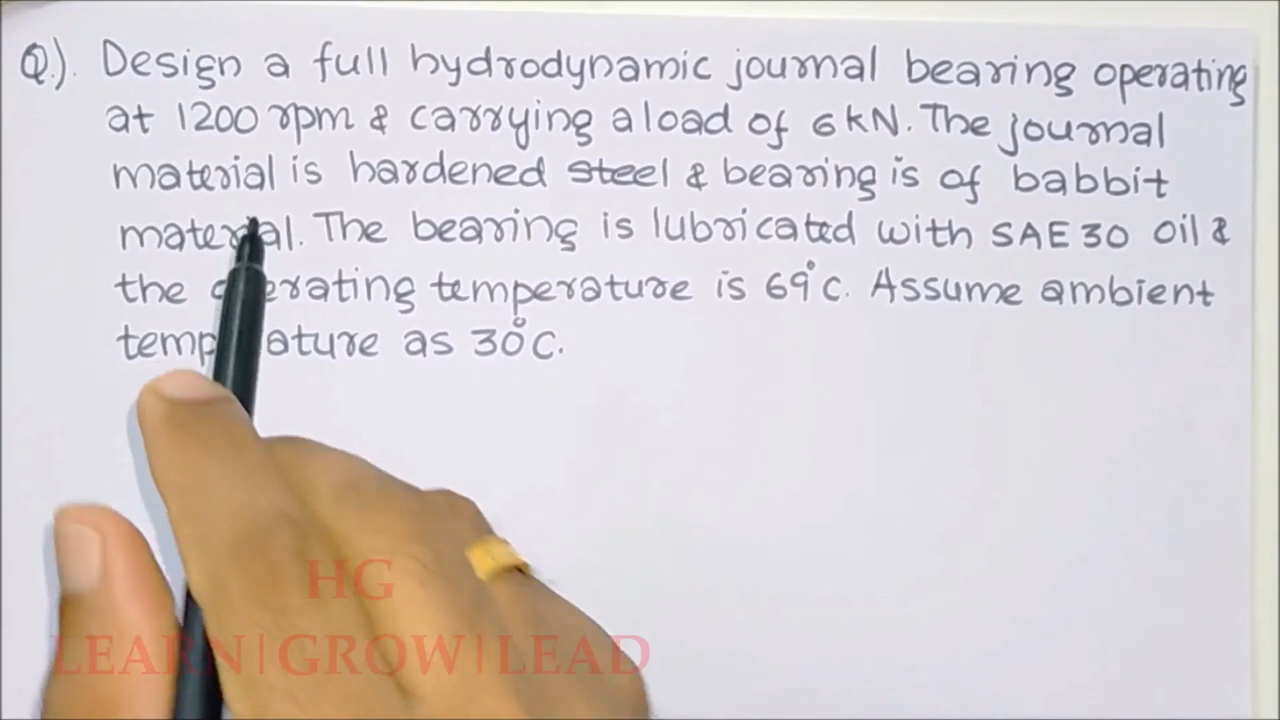 Q.). Design a full hydrodynamic journal bearing operating
at 1200 rpm & carrying a load of 6 kN. The journal
material is hardened steel & bearing is of babbit
material. The bearing is lubricated with SAE 30 oil &
the operating temperature is 69°C. Assume ambient
temperature as 30°C.
HG
LEARN|GROW|LEAD